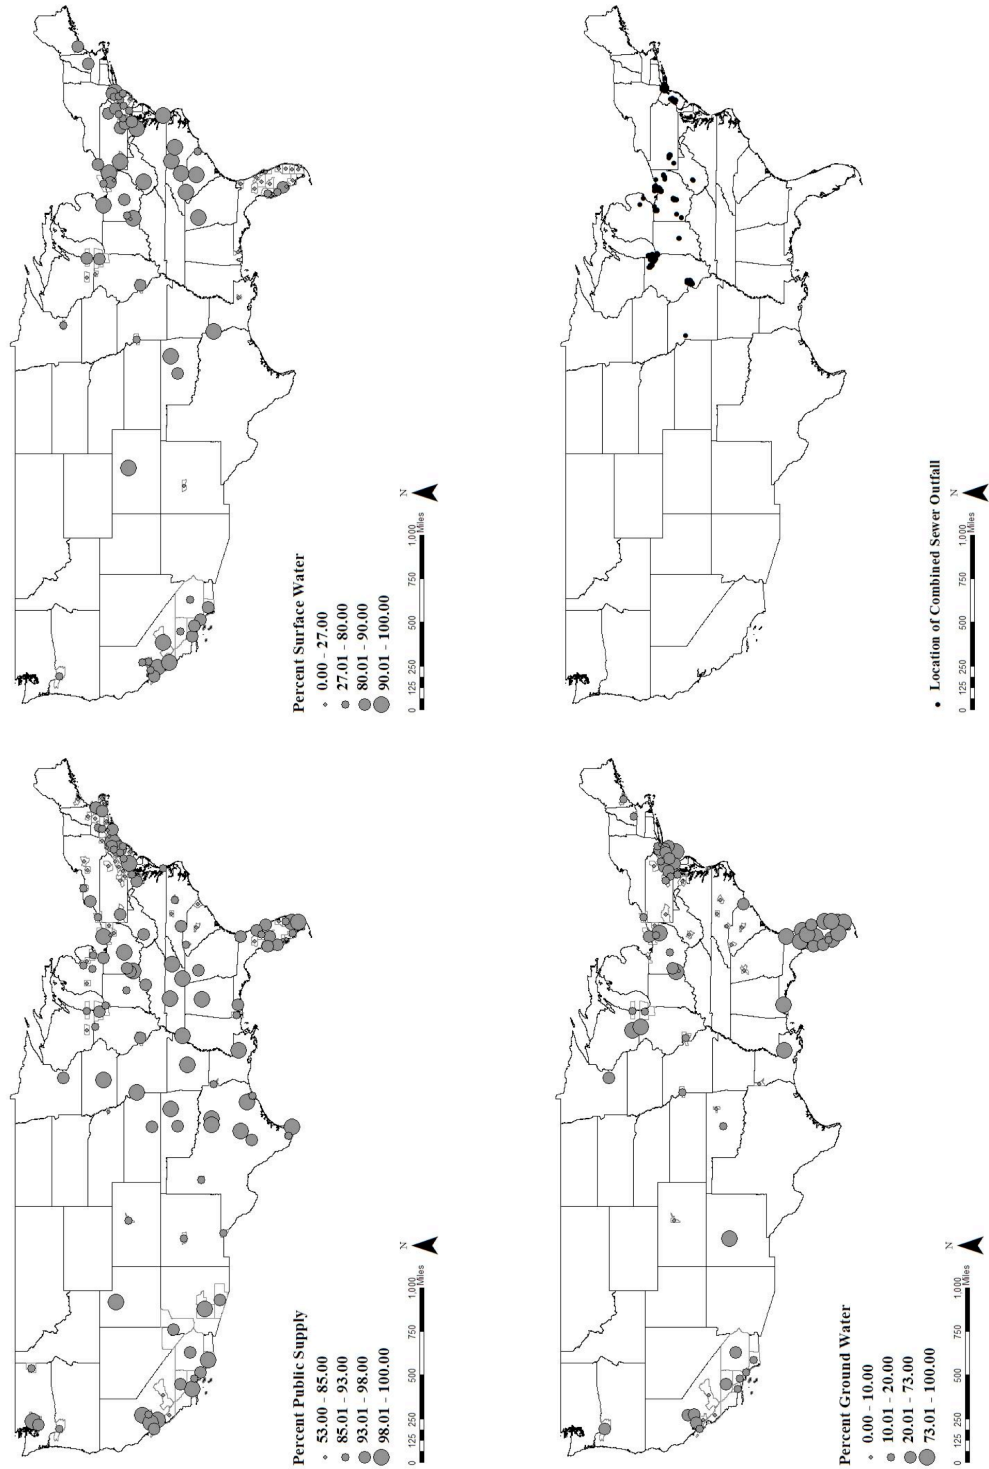 Percent Public Supply
53.00 - 85.00
85.01 - 93.00
93.01 - 98.00
98.01 - 100.00
N
0 125 250 500 750 1,000
Miles
Percent Surface Water
0.00 - 27.00
27.01 - 80.00
80.01 - 90.00
90.01 - 100.00
N
0 125 250 500 750 1,000
Miles
Percent Ground Water
0.00 - 10.00
10.01 - 20.00
20.01 - 73.00
73.01 - 100.00
N
0 125 250 500 750 1,000
Miles
Location of Combined Sewer Outfall
N
0 125 250 500 750 1,000
Miles